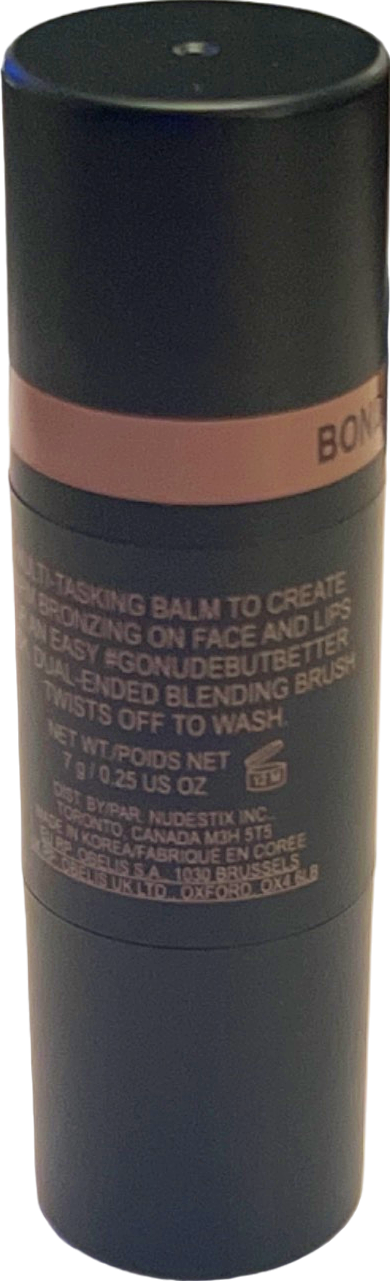 BON
MULTI-TASKING BALM TO CREATE
BRONZING ON FACE AND LIPS
AN EASY #GONUDEBUTBETTER
DUAL-ENDED BLENDING BRUSH
TWISTS OFF TO WASH.
NET WT./POIDS NET
7 g / 0.25 US OZ
12 M
DIST. BY/PAR. NUDESTIX INC.,
TORONTO, CANADA M3H 5T5
MADE IN KOREA/FABRIQUÉ EN CORÉE
OBELIS S.A., 1030 BRUSSELS
OBELIS UK LTD., OXFORD, OX4 6LB